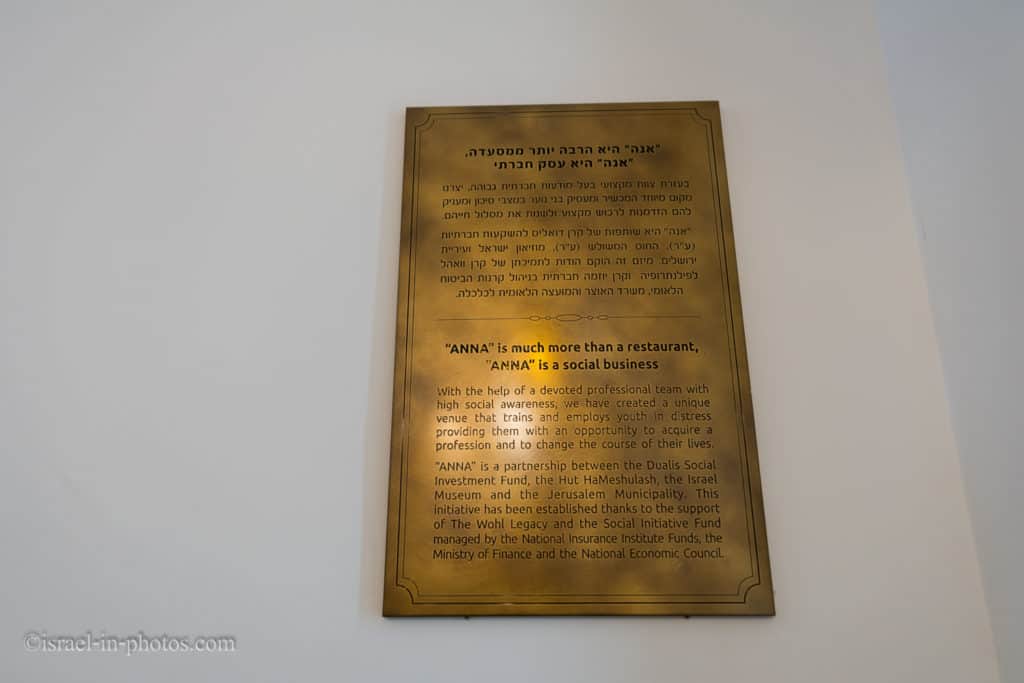 "אנה" היא הרבה יותר ממסעדה,
"אנה" היא עסק חברתי
בעזרת צוות מקצועי בעל מודעות חברתית גבוהה, יצרנו
מקום מיוחד המכשיר ומעסיק בני נוער במצבי סיכון ומעניק
להם הזדמנות לרכוש מקצוע ולשנות את מסלול חייהם.
"אנה" היא שותפות של קרן דואליס להשקעות חברתיות
(ע"ר), החוט המשולש (ע"ר), מוזיאון ישראל ועיריית
ירושלים. מיזם זה הוקם הודות לתמיכתן של קרן וואהל
לפילנתרופיה וקרן יוזמה חברתית בניהול קרנות הביטוח
הלאומי, משרד האוצר והמועצה הלאומית לכלכלה.
"ANNA" is much more than a restaurant,
"ANNA" is a social business
With the help of a devoted professional team with
high social awareness, we have created a unique
venue that trains and employs youth in distress
providing them with an opportunity to acquire a
profession and to change the course of their lives.
"ANNA" is a partnership between the Dualis Social
Investment Fund, the Hut HaMeshulash, the Israel
Museum and the Jerusalem Municipality. This
initiative has been established thanks to the support
of The Wohl Legacy and the Social Initiative Fund
managed by the National Insurance Institute Funds, the
Ministry of Finance and the National Economic Council.
©israel-in-photos.com